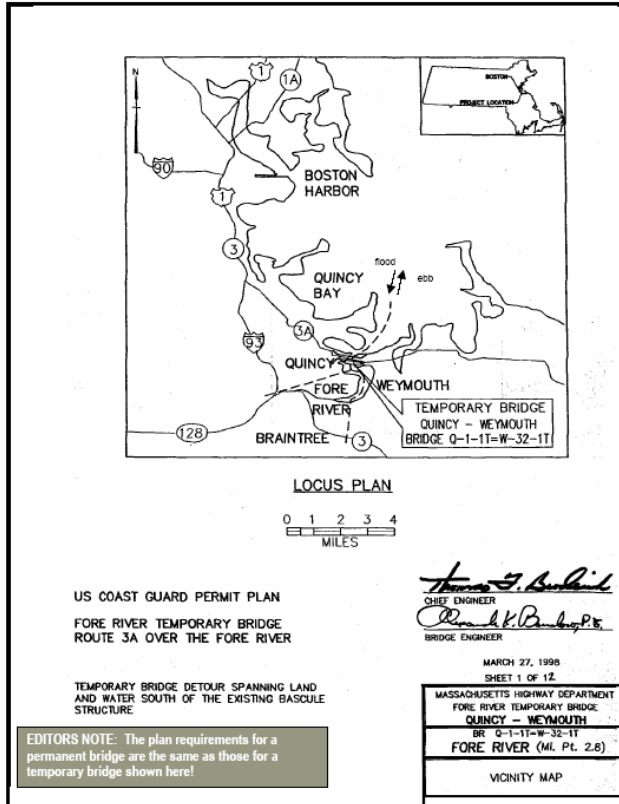 N
1
1A
BOSTON
PROJECT LOCATION
90
BOSTON
HARBOR
1
3
flood
ebb
QUINCY
BAY
3A
93
QUINCY
WEYMOUTH
FORE
RIVER
TEMPORARY BRIDGE
QUINCY - WEYMOUTH
BRIDGE Q-1-1T=W-32-1T
128
BRAINTREE
3
LOCUS PLAN
0 1 2 3 4
MILES
US COAST GUARD PERMIT PLAN
FORE RIVER TEMPORARY BRIDGE
ROUTE 3A OVER THE FORE RIVER
TEMPORARY BRIDGE DETOUR SPANNING LAND
AND WATER SOUTH OF THE EXISTING BASCULE
STRUCTURE
EDITORS NOTE: The plan requirements for a
permanent bridge are the same as those for a
temporary bridge shown here!
CHIEF ENGINEER
P.E.
BRIDGE ENGINEER
MARCH 27, 1998
SHEET 1 OF 12
MASSACHUSETTS HIGHWAY DEPARTMENT
FORE RIVER TEMPORARY BRIDGE
QUINCY - WEYMOUTH
BR Q-1-1T=W-32-1T
FORE RIVER (Mi. Pt. 2.8)
VICINITY MAP